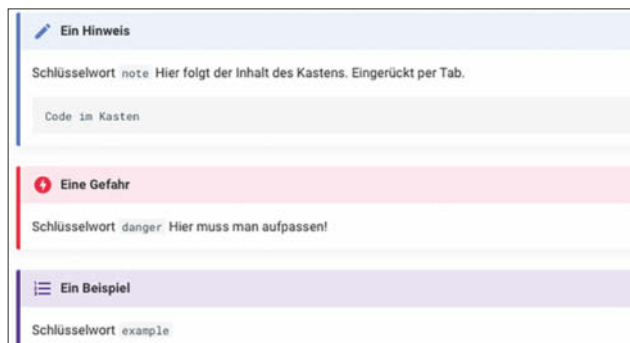 Ein Hinweis
Schlüsselwort note Hier folgt der Inhalt des Kastens. Eingerückt per Tab.
Code im Kasten
Eine Gefahr
Schlüsselwort danger Hier muss man aufpassen!
Ein Beispiel
Schlüsselwort example